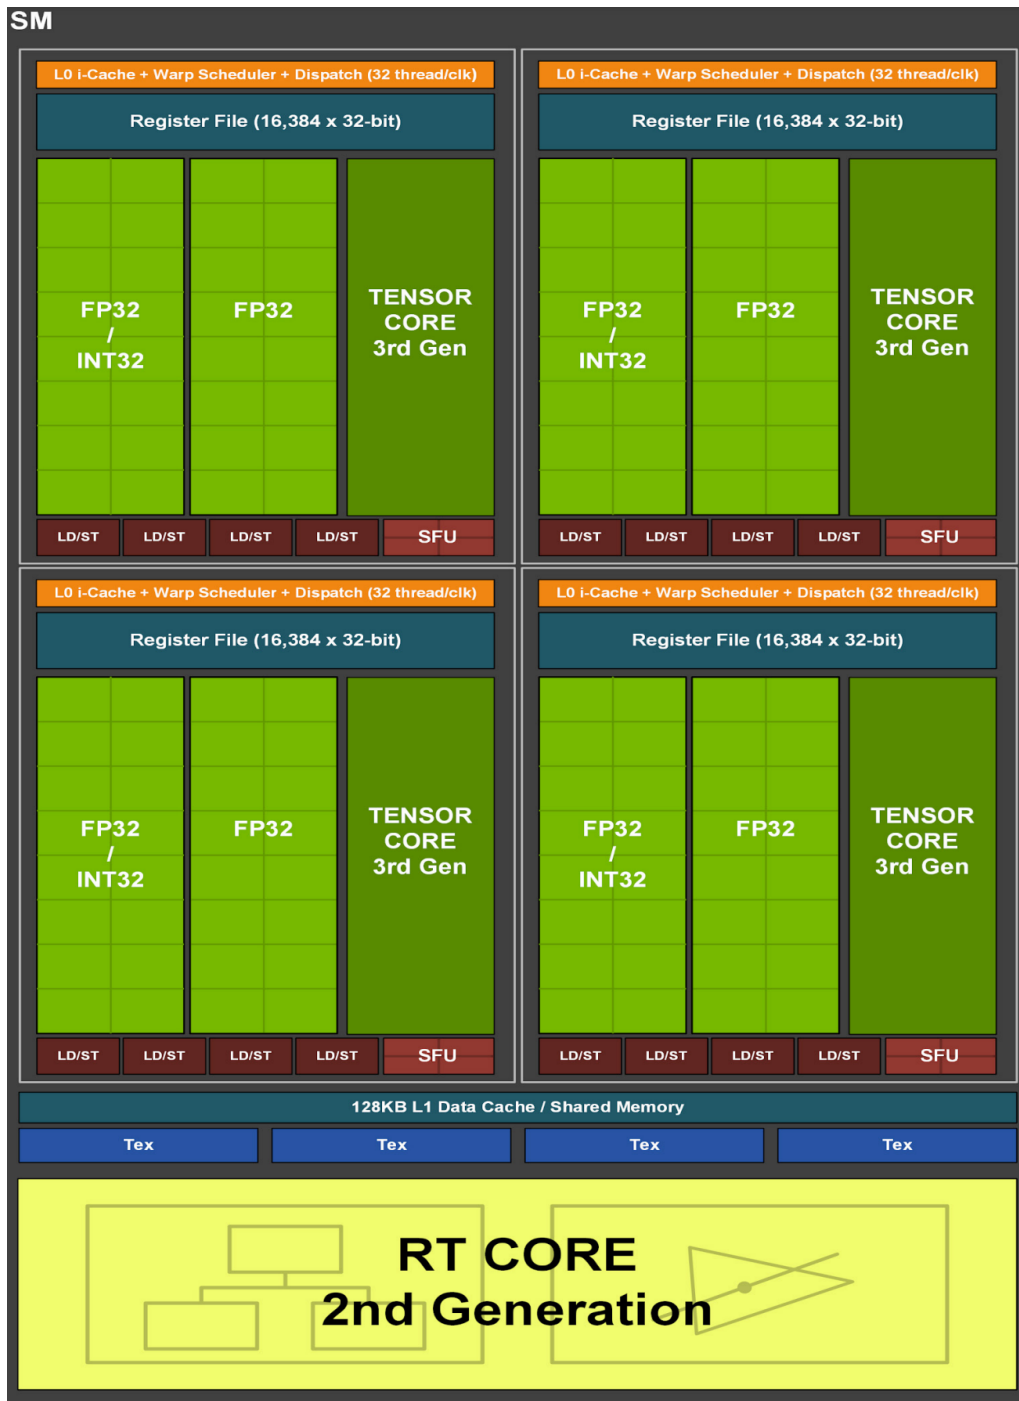 SM
L0 i-Cache + Warp Scheduler + Dispatch (32 thread/clk)
Register File (16,384 x 32-bit)
FP32
/
INT32
FP32
TENSOR
CORE
3rd Gen
LD/ST
LD/ST
LD/ST
LD/ST
SFU
L0 i-Cache + Warp Scheduler + Dispatch (32 thread/clk)
Register File (16,384 x 32-bit)
FP32
/
INT32
FP32
TENSOR
CORE
3rd Gen
LD/ST
LD/ST
LD/ST
LD/ST
SFU
L0 i-Cache + Warp Scheduler + Dispatch (32 thread/clk)
Register File (16,384 x 32-bit)
FP32
/
INT32
FP32
TENSOR
CORE
3rd Gen
LD/ST
LD/ST
LD/ST
LD/ST
SFU
L0 i-Cache + Warp Scheduler + Dispatch (32 thread/clk)
Register File (16,384 x 32-bit)
FP32
/
INT32
FP32
TENSOR
CORE
3rd Gen
LD/ST
LD/ST
LD/ST
LD/ST
SFU
128KB L1 Data Cache / Shared Memory
Tex
Tex
Tex
Tex
RT CORE
2nd Generation